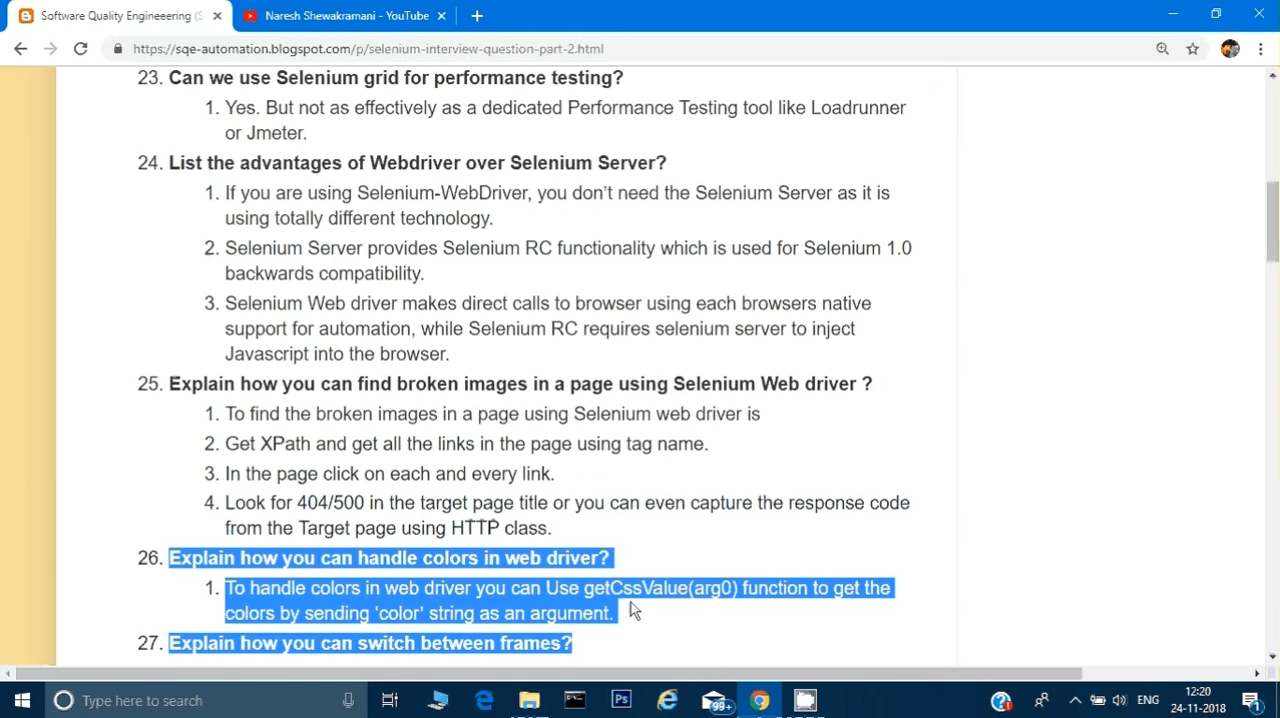 Software Quality Engineeering (S
Naresh Shewakramani - YouTube
https://sqe-automation.blogspot.com/p/selenium-interview-question-part-2.html
23. Can we use Selenium grid for performance testing?
1. Yes. But not as effectively as a dedicated Performance Testing tool like Loadrunner
or Jmeter.
24. List the advantages of Webdriver over Selenium Server?
1. If you are using Selenium-WebDriver, you don’t need the Selenium Server as it is
using totally different technology.
2. Selenium Server provides Selenium RC functionality which is used for Selenium 1.0
backwards compatibility.
3. Selenium Web driver makes direct calls to browser using each browsers native
support for automation, while Selenium RC requires selenium server to inject
Javascript into the browser.
25. Explain how you can find broken images in a page using Selenium Web driver ?
1. To find the broken images in a page using Selenium web driver is
2. Get XPath and get all the links in the page using tag name.
3. In the page click on each and every link.
4. Look for 404/500 in the target page title or you can even capture the response code
from the Target page using HTTP class.
26. Explain how you can handle colors in web driver?
1. To handle colors in web driver you can Use getCssValue(arg0) function to get the
colors by sending ‘color’ string as an argument.
27. Explain how you can switch between frames?
Type here to search
Ps
99+
ENG
12:20
24-11-2018
1